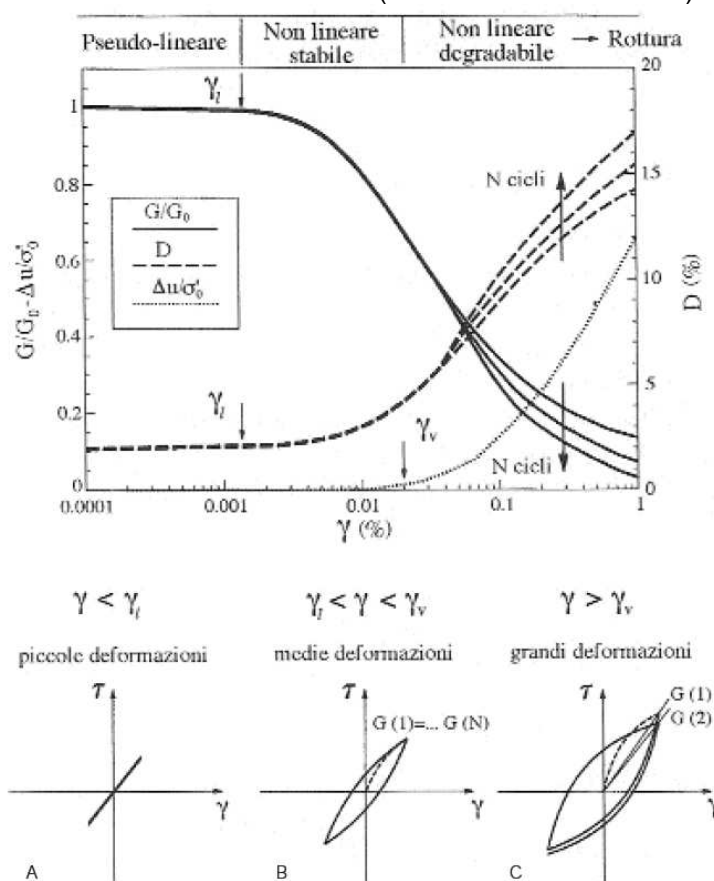 Pseudo-lineare
Non lineare
stabile
Non lineare
degradabile
→ Rottura
20
γl
1
N cicli
15
0.8
G/G0
D
Δu/σ'0
0.6
G/G0 - Δu/σ'0
10
D (%)
0.4
5
γl
γv
0.2
N cicli
0
0
0.0001
0.001
0.01
0.1
1
γ (%)
γ < γl
γl < γ < γv
γ > γv
piccole deformazioni
medie deformazioni
grandi deformazioni
τ
τ
τ
G (1)
G (2)
G (1)=... G (N)
γ
γ
γ
A
B
C